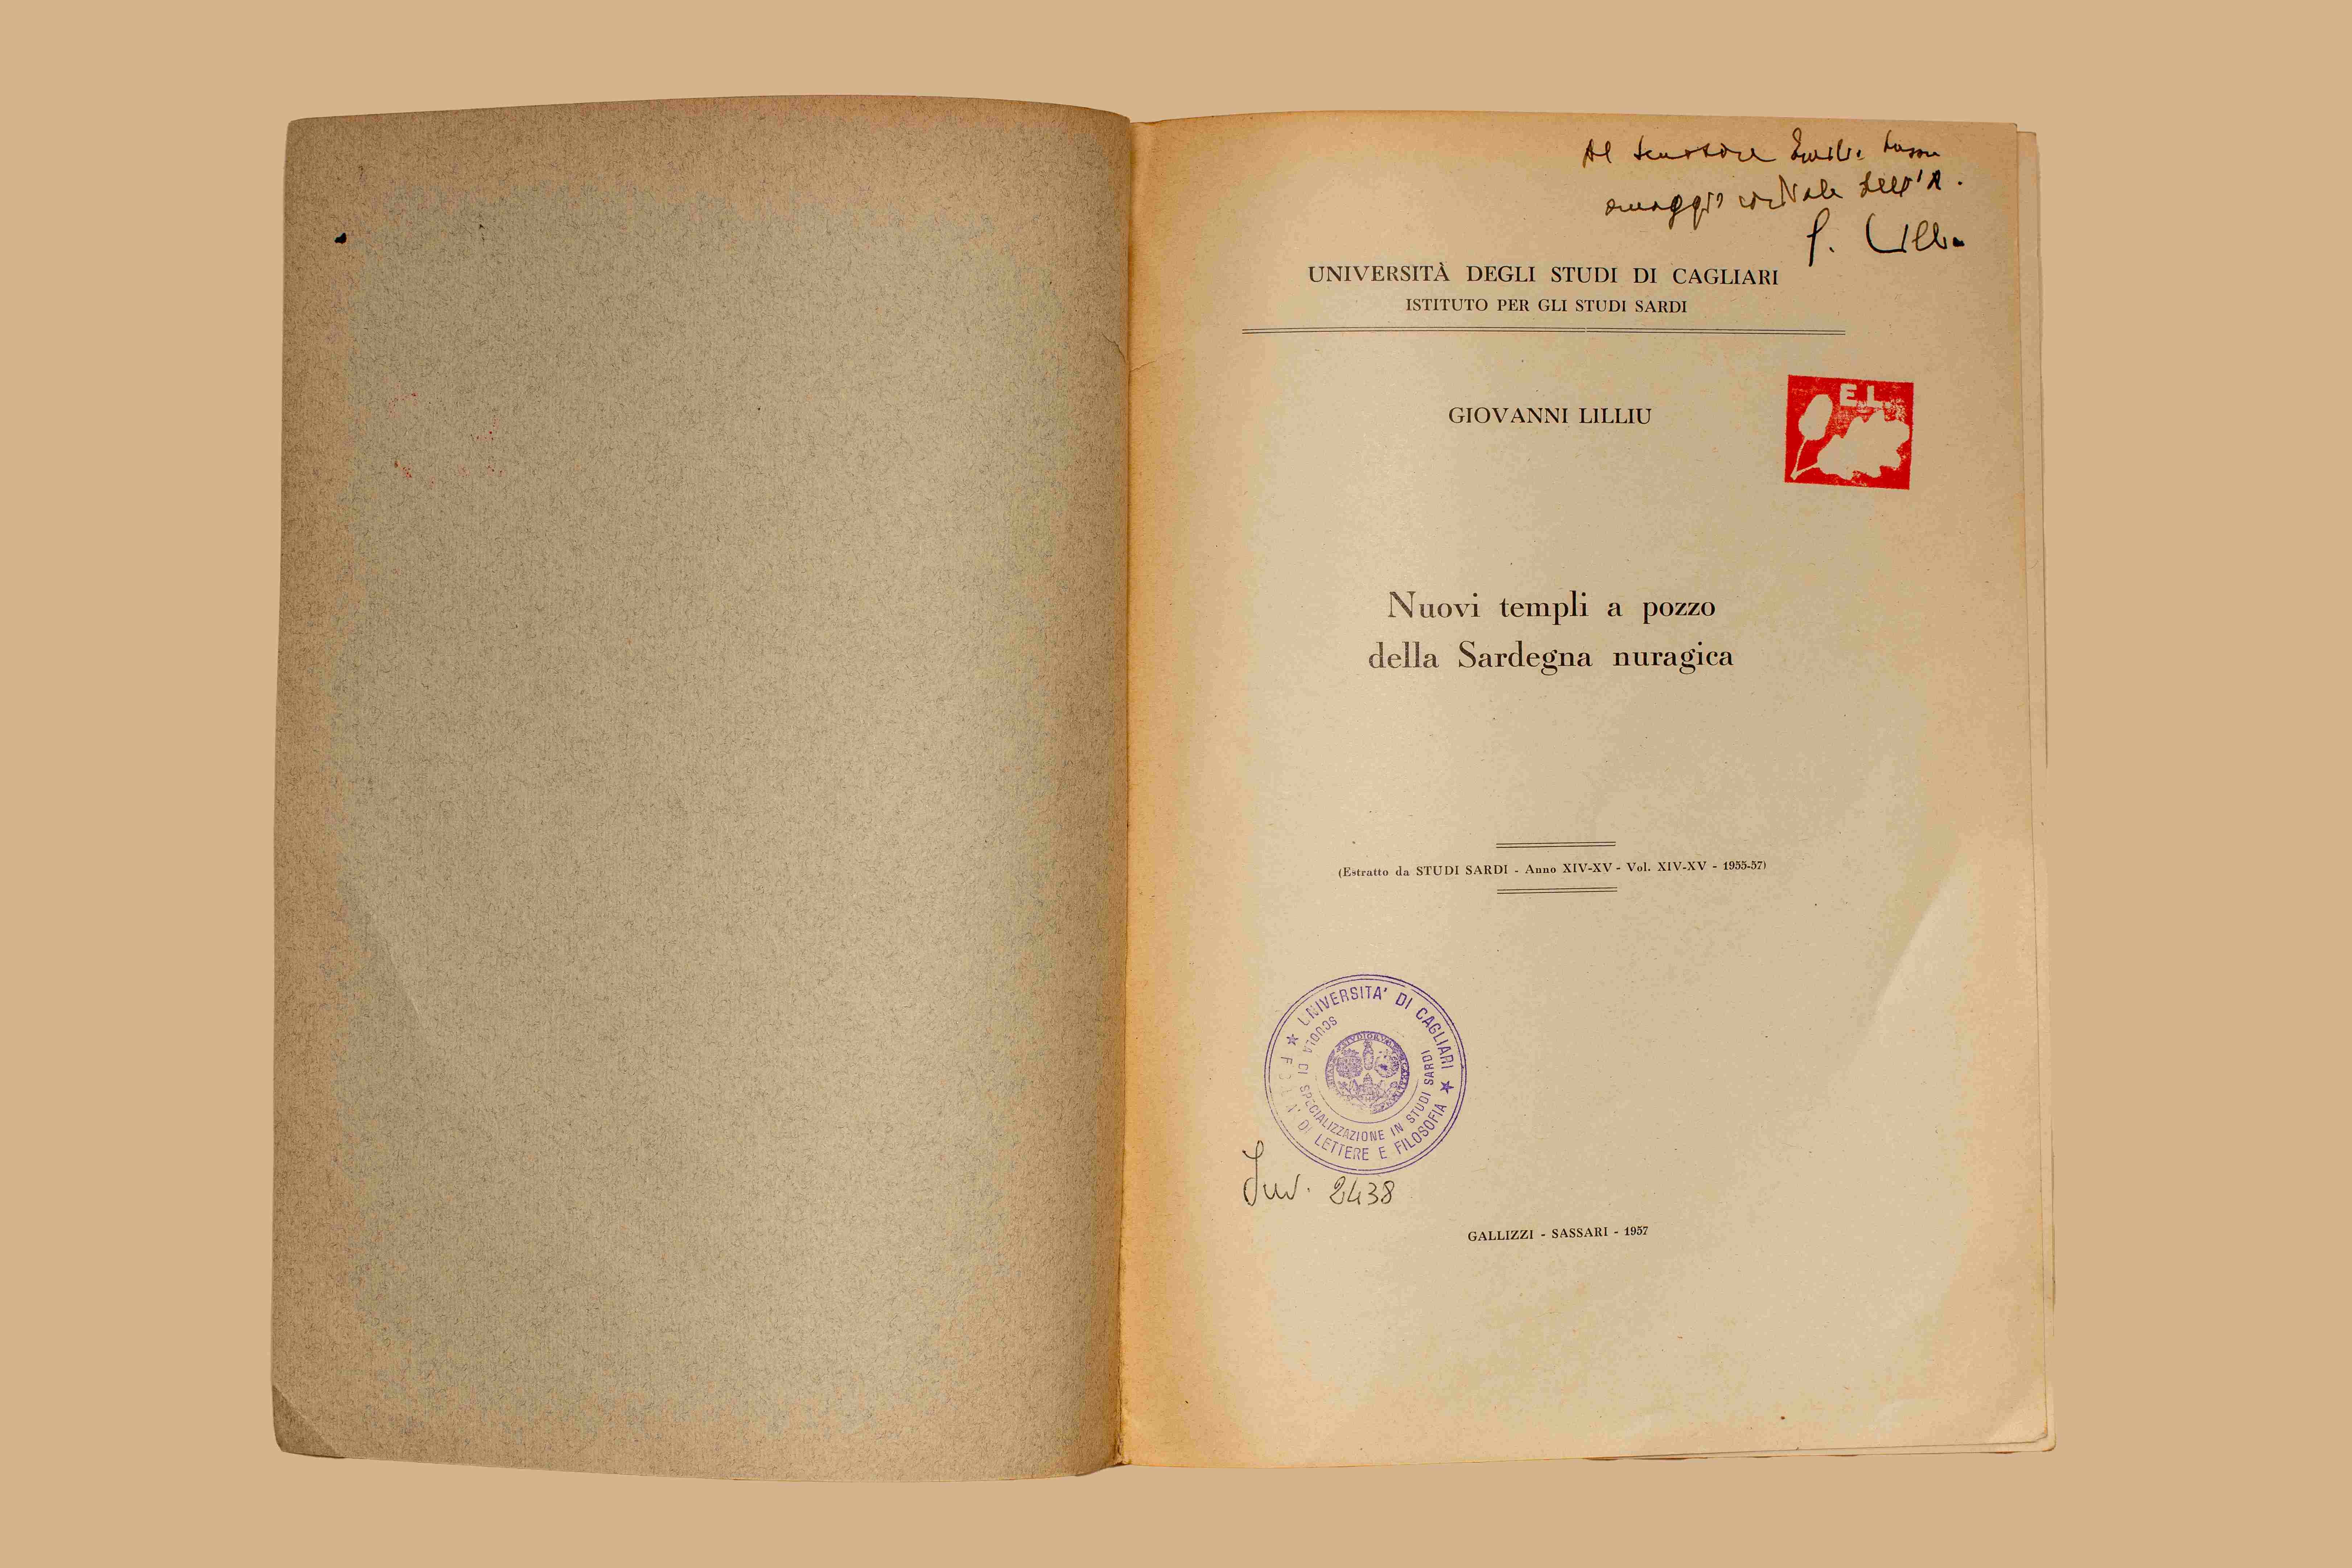 Al Senatore Emilio Lussu
omaggio cordiale dell'A.
G. Lilliu
UNIVERSITÀ DEGLI STUDI DI CAGLIARI
ISTITUTO PER GLI STUDI SARDI
GIOVANNI LILLIU
E.L.
Nuovi templi a pozzo
della Sardegna nuragica
(Estratto da STUDI SARDI - Anno XIV-XV - Vol. XIV-XV - 1955-57)
★ UNIVERSITA' DI CAGLIARI ★
DI LETTERE E FILOSOFIA
SCUOLA DI SPECIALIZZAZIONE IN STUDI SARDI
Inv. 2438
GALLIZZI - SASSARI - 1957